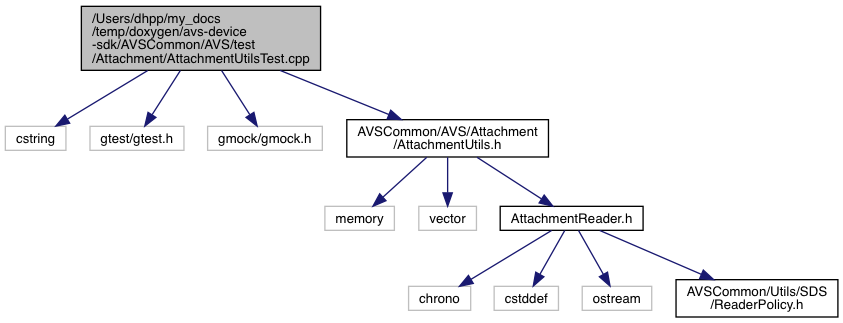 /Users/dhpp/my_docs
/temp/doxygen/avs-device
-sdk/AVSCommon/AVS/test
/Attachment/AttachmentUtilsTest.cpp
cstring
gtest/gtest.h
gmock/gmock.h
AVSCommon/AVS/Attachment
/AttachmentUtils.h
memory
vector
AttachmentReader.h
chrono
cstddef
ostream
AVSCommon/Utils/SDS
/ReaderPolicy.h